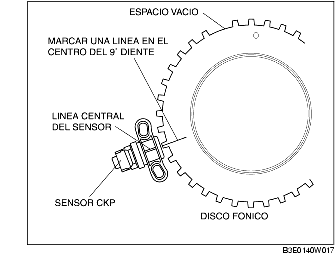 ESPACIO VACIO
MARCAR UNA LINEA EN EL
CENTRO DEL 9˚ DIENTE
LINEA CENTRAL
DEL SENSOR
SENSOR CKP
DISCO FONICO
B3E0140W017